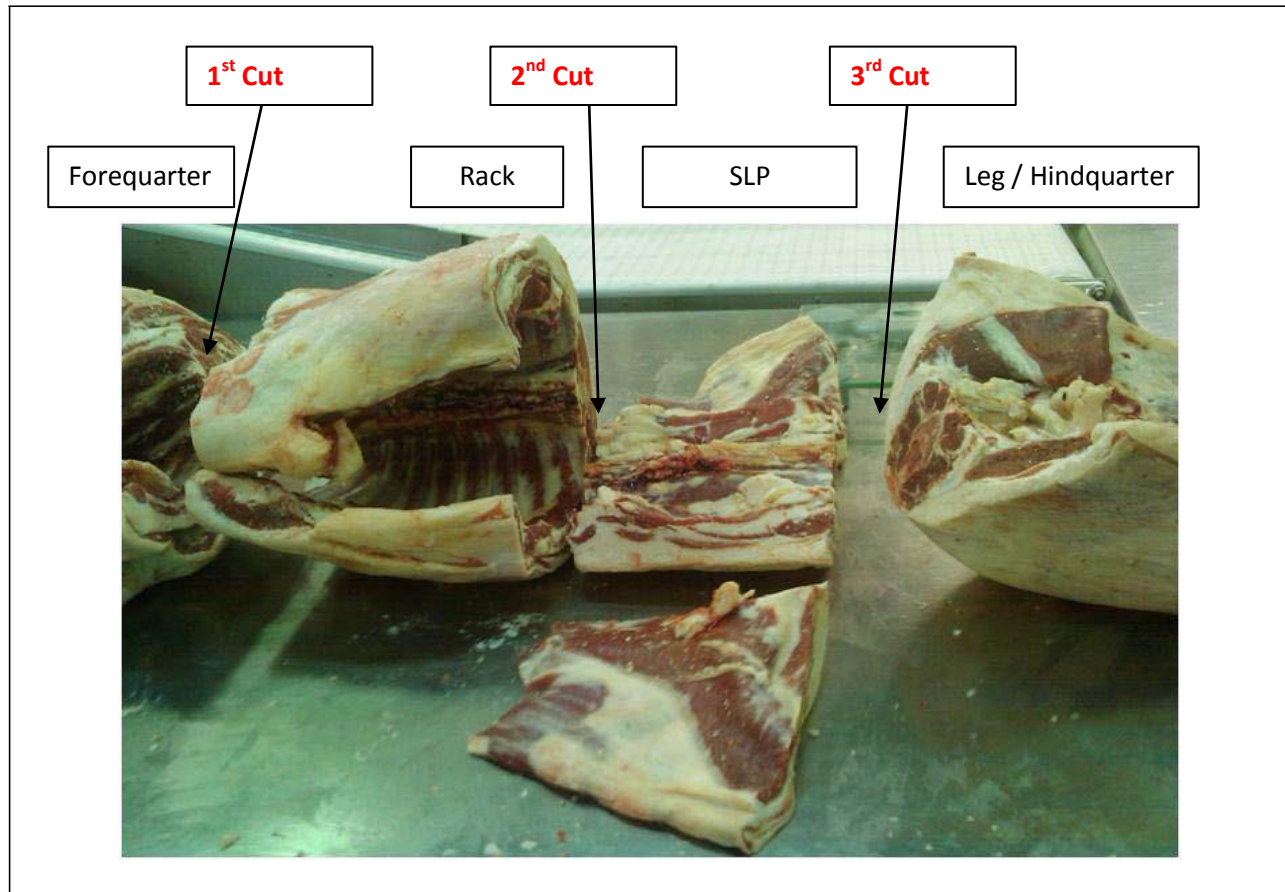 1st Cut
2nd Cut
3rd Cut
Forequarter
Rack
SLP
Leg / Hindquarter